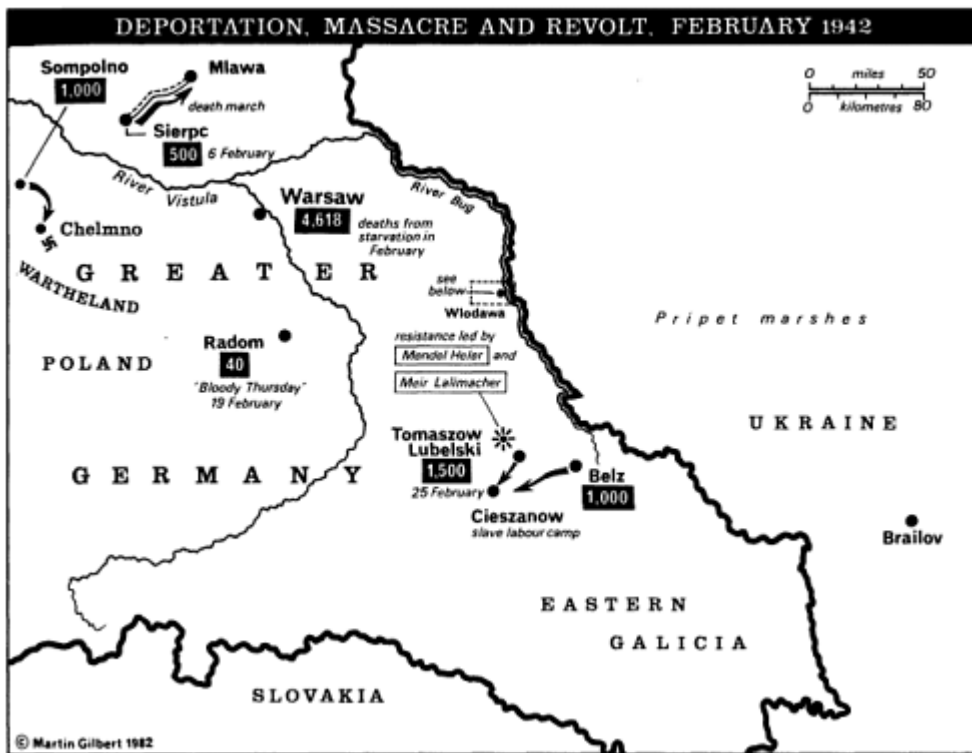 DEPORTATION, MASSACRE AND REVOLT, FEBRUARY 1942
Sompolno
1,000
Mlawa
death march
Sierpc
500 6 February
0 miles 50
0 kilometres 80
River Vistula
Warsaw
4,618
deaths from
starvation in
February
River Bug
Chelmno
WARTHELAND
GREATER
see
below
Wlodawa
Pripet marshes
POLAND
Radom
40
"Bloody Thursday"
19 February
resistance led by
Mendel Heler and
Meir Lalimacher
UKRAINE
GERMANY
Tomaszow
Lubelski
1,500
25 February
Belz
1,000
Cieszanow
slave labour camp
Brailov
EASTERN
GALICIA
SLOVAKIA
© Martin Gilbert 1982